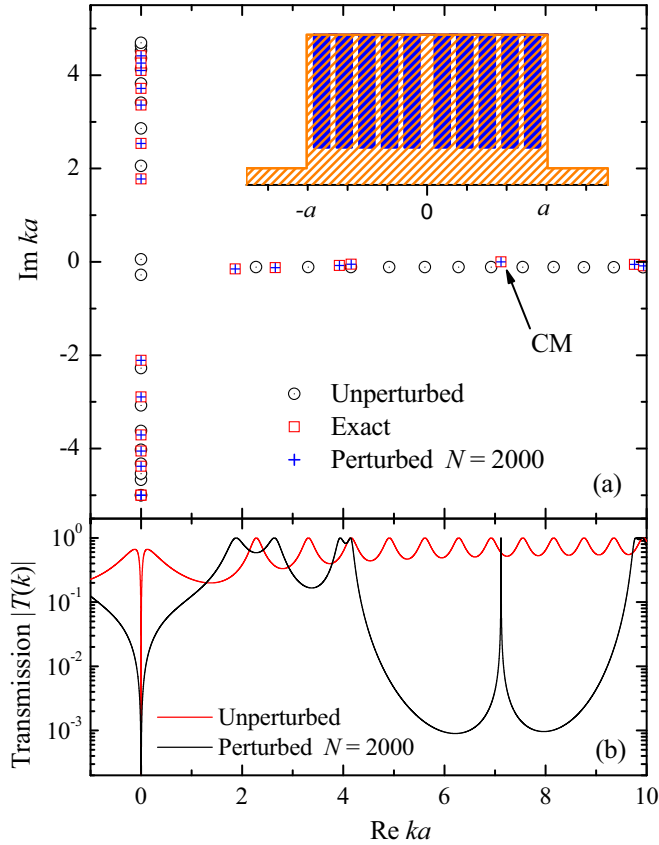 (a)
4
2
0
-2
-4
Im ka
-a 0 a
CM
Unperturbed
Exact
Perturbed N = 2000
(b)
10^0
10^-1
10^-2
10^-3
Transmission |T(k)|
Unperturbed
Perturbed N = 2000
0 2 4 6 8 10
Re ka